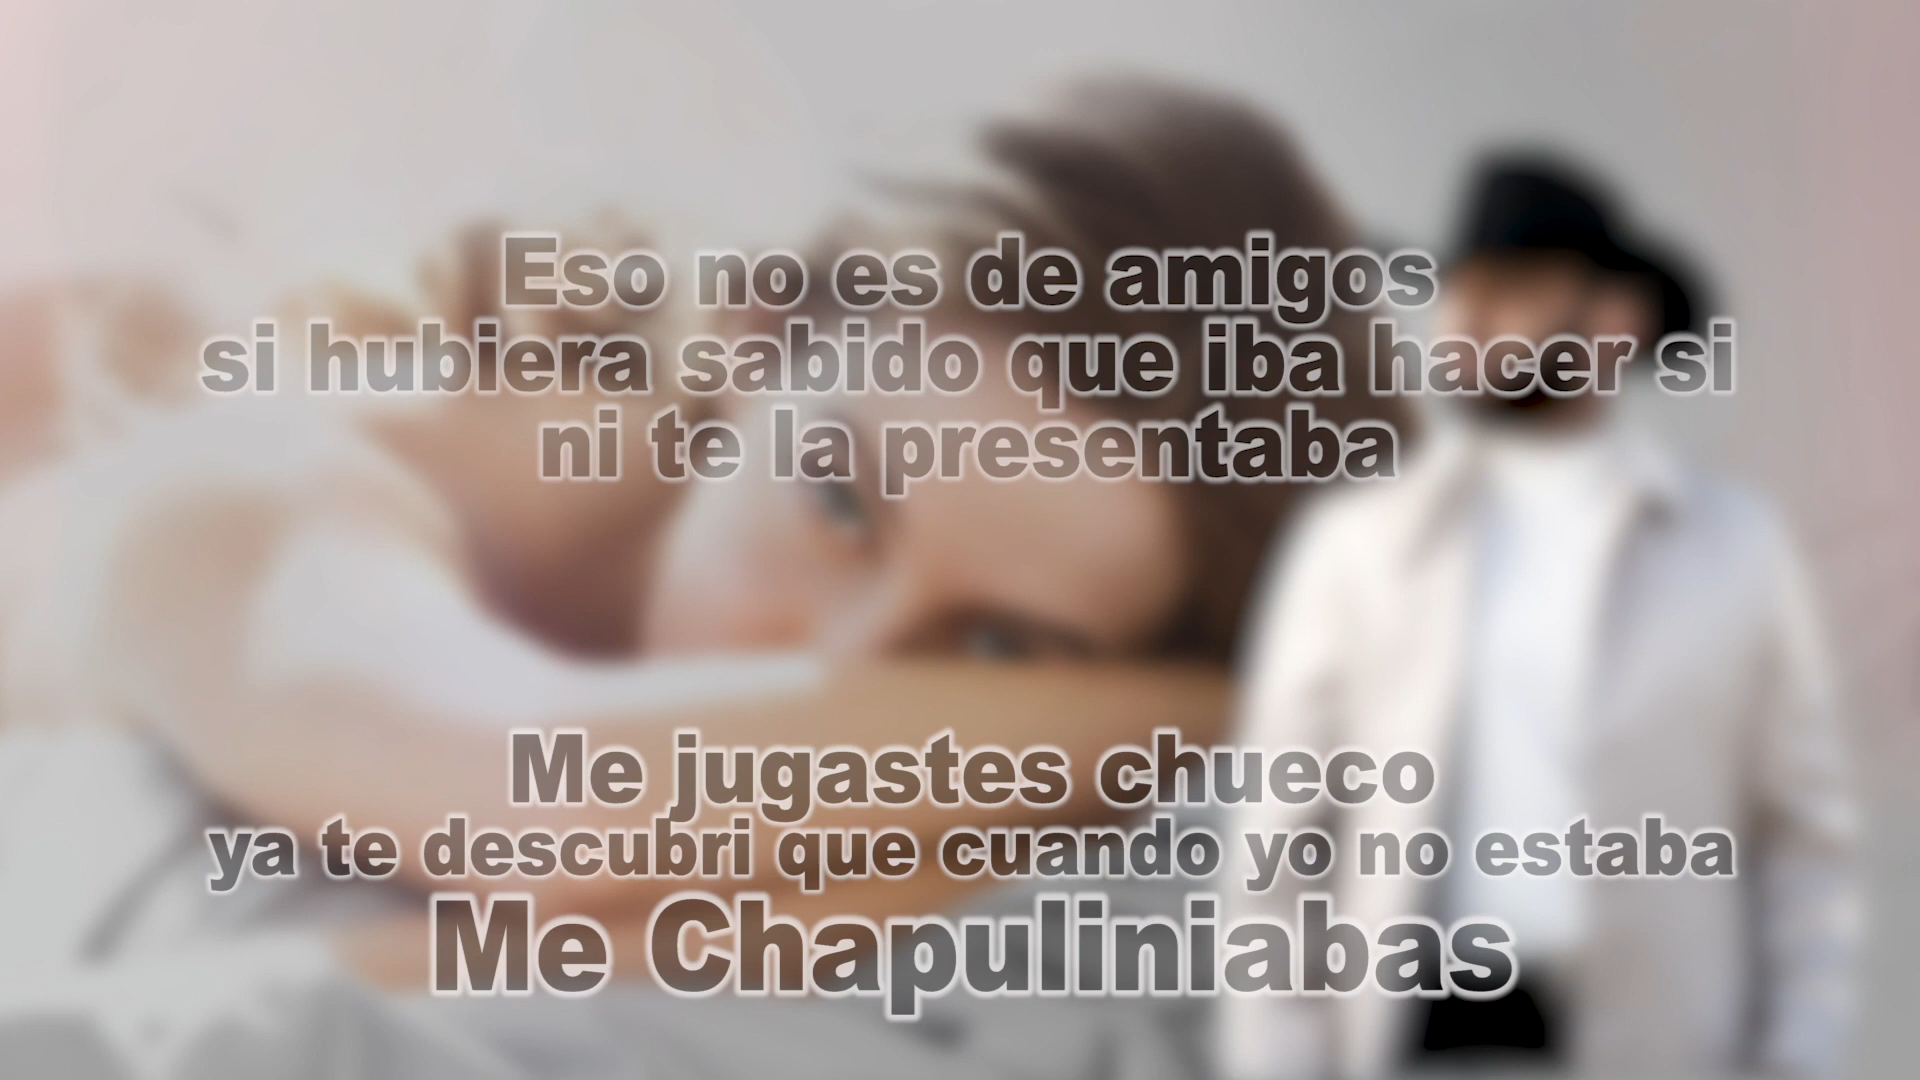 Eso no es de amigos
si hubiera sabido que iba hacer si
ni te la presentaba
Me jugastes chueco
ya te descubri que cuando yo no estaba
Me Chapuliniabas